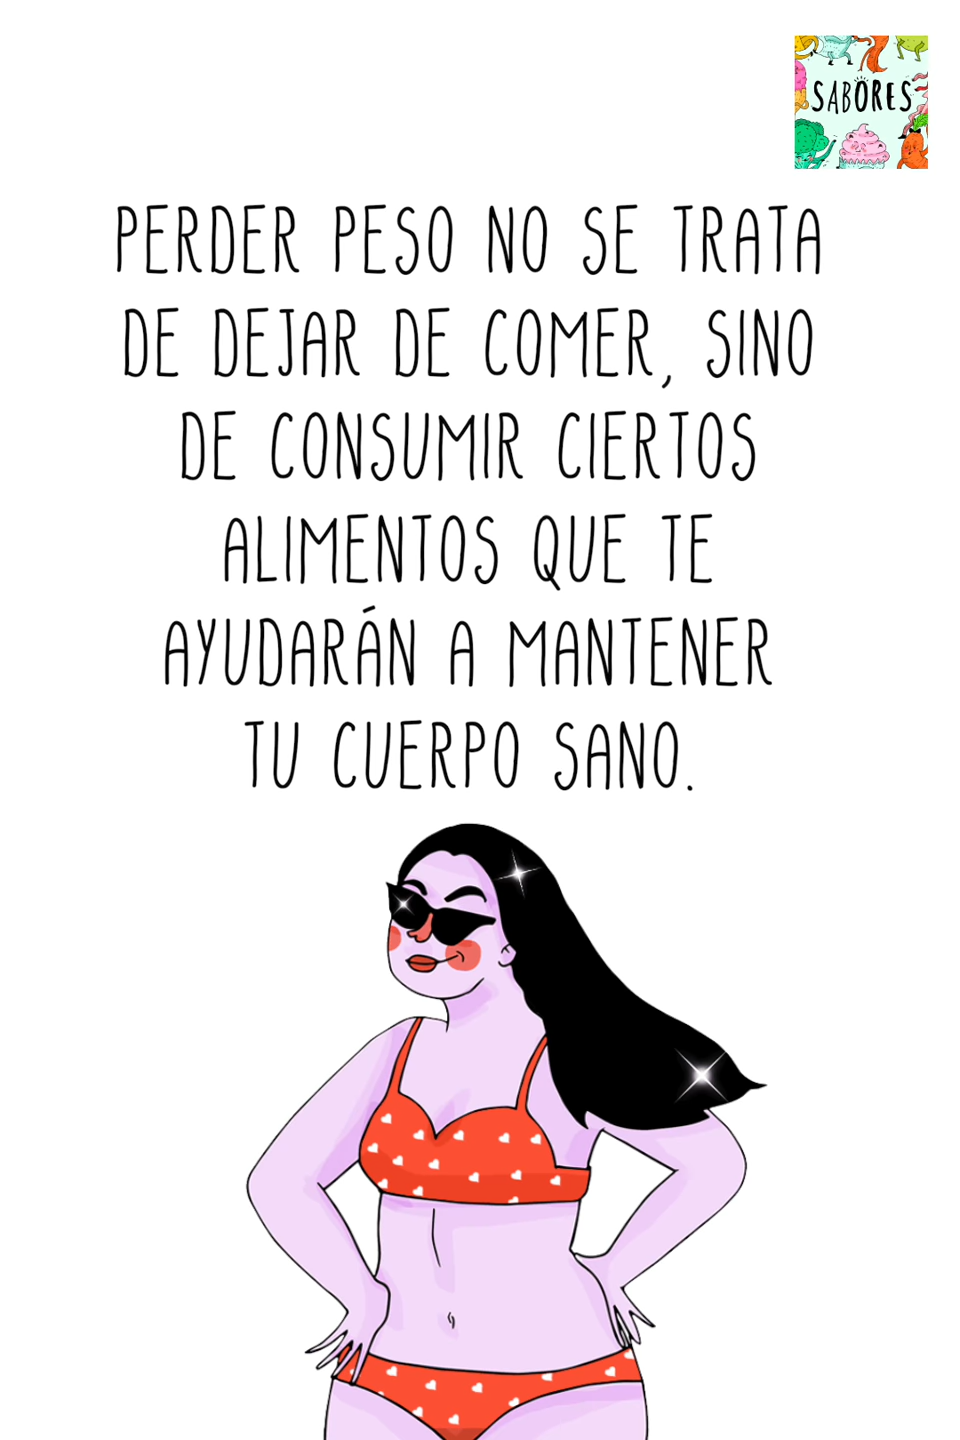 SABORES
PERDER PESO NO SE TRATA
DE DEJAR DE COMER, SINO
DE CONSUMIR CIERTOS
ALIMENTOS QUE TE
AYUDARÁN A MANTENER
TU CUERPO SANO.